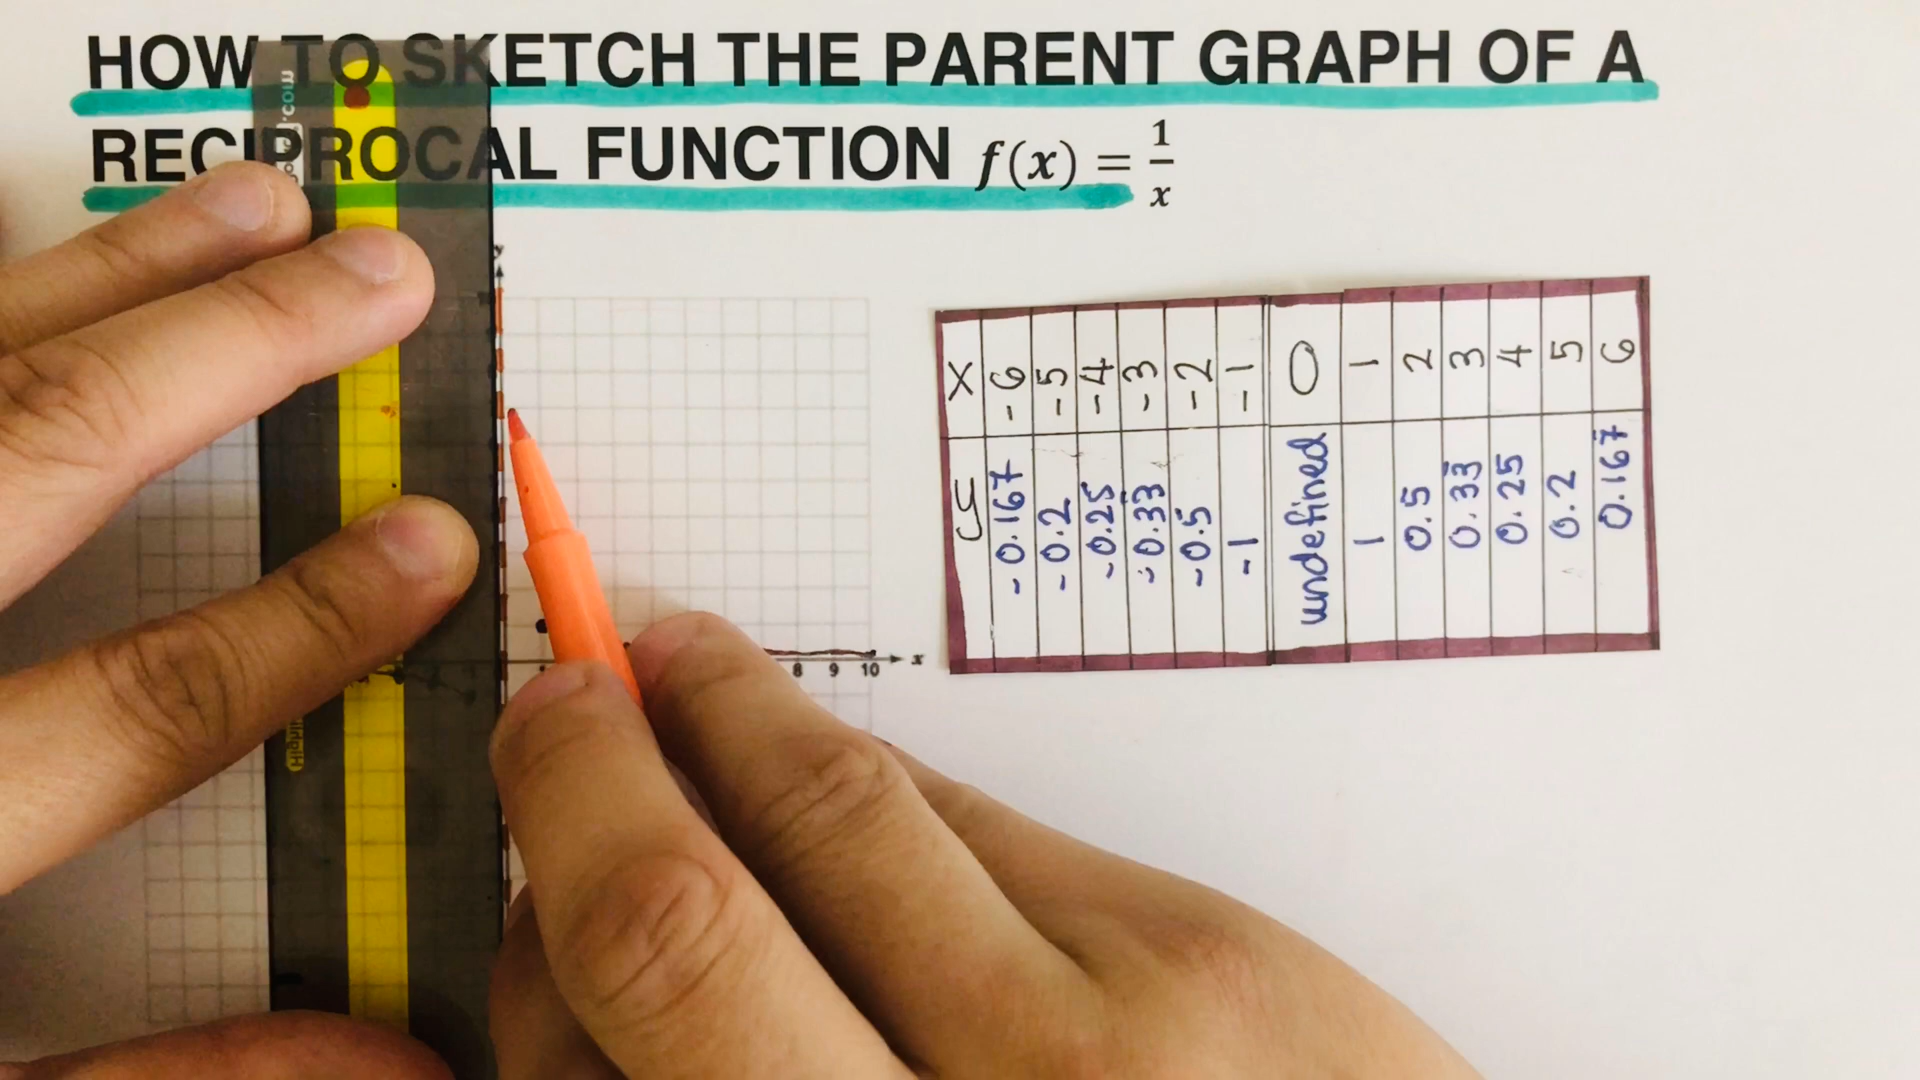 HOW TO SKETCH THE PARENT GRAPH OF A
RECIPROCAL FUNCTION f(x) = 1/x
y
x
8 9 10
X -6 -5 -4 -3 -2 -1 0 1 2 3 4 5 6
y -0.167 -0.2 -0.25 -0.33 -0.5 -1 undefined 1 0.5 0.33 0.25 0.2 0.167